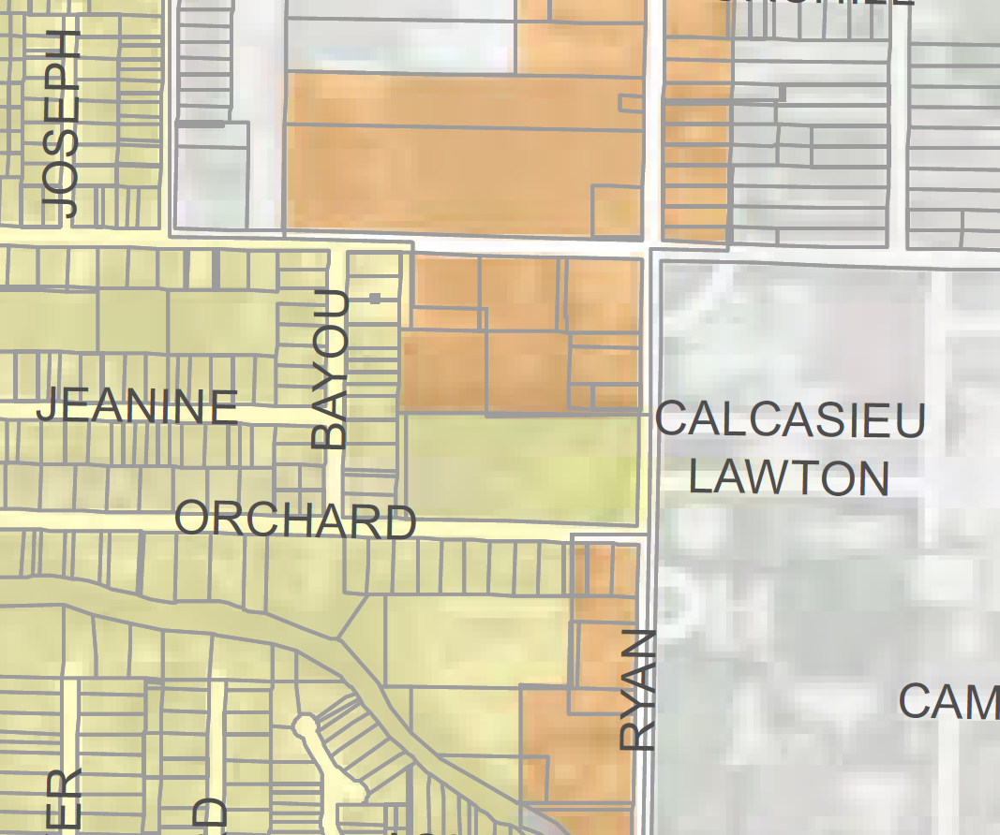 JOSEPH
BAYOU
JEANINE
CALCASIEU
LAWTON
ORCHARD
RYAN
CAM